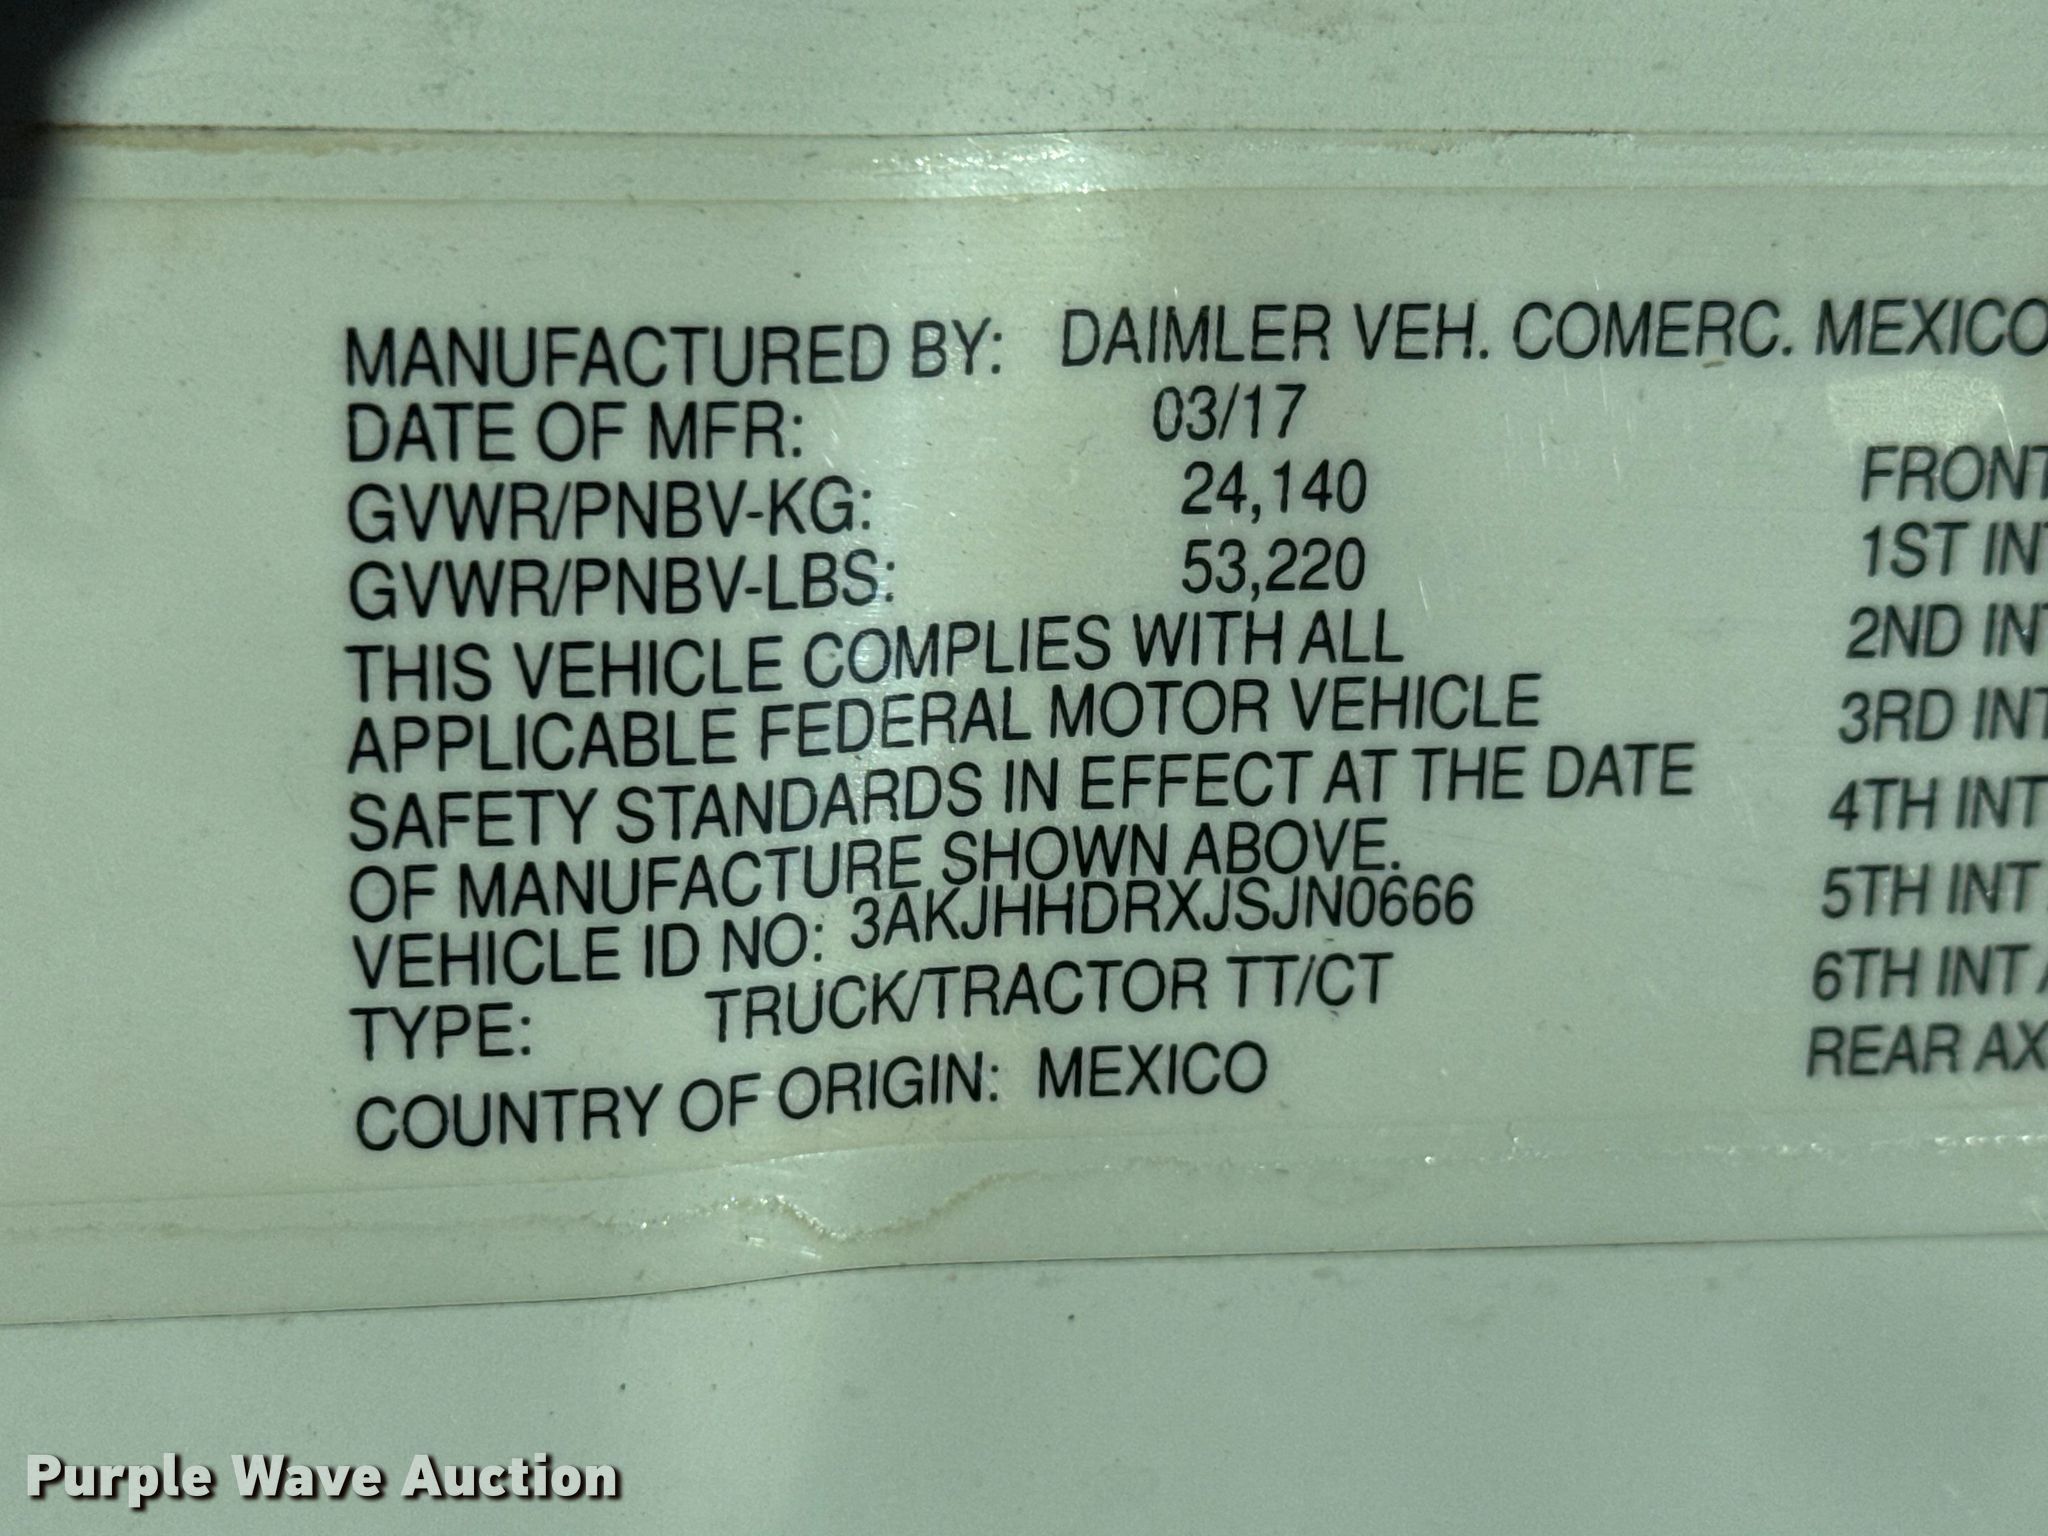 MANUFACTURED BY: DAIMLER VEH. COMERC. MEXICO
DATE OF MFR: 03/17
GVWR/PNBV-KG: 24,140
GVWR/PNBV-LBS: 53,220
THIS VEHICLE COMPLIES WITH ALL
APPLICABLE FEDERAL MOTOR VEHICLE
SAFETY STANDARDS IN EFFECT AT THE DATE
OF MANUFACTURE SHOWN ABOVE.
VEHICLE ID NO: 3AKJHHDRXJSJN0666
TYPE: TRUCK/TRACTOR TT/CT
COUNTRY OF ORIGIN: MEXICO
FRONT
1ST INT
2ND INT
3RD INT
4TH INT
5TH INT
6TH INT A
REAR AX
Purple Wave Auction